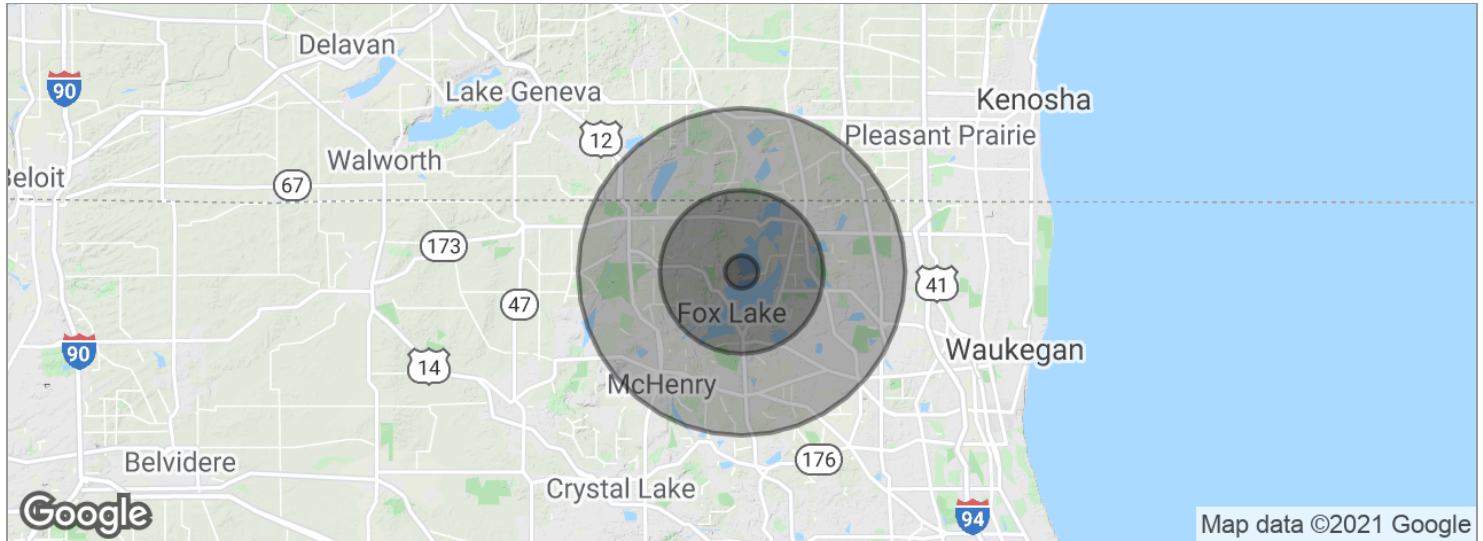 Delavan
90
Lake Geneva
Kenosha
12
Pleasant Prairie
Walworth
Beloit
67
173
41
47
Fox Lake
90
Waukegan
14
McHenry
Belvidere
176
Crystal Lake
Google
94
Map data ©2021 Google